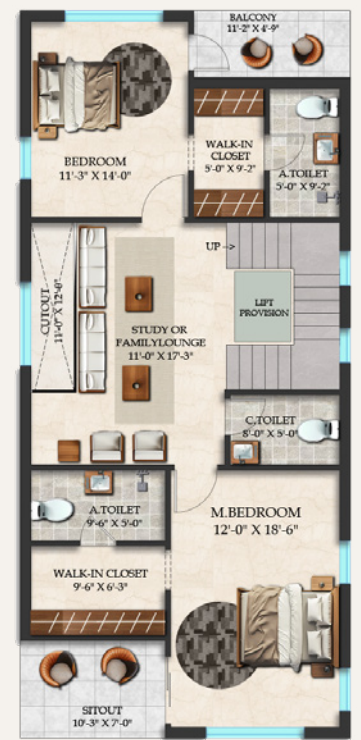 BALCONY
11'-2" X 4'-9"
WALK-IN
CLOSET
5'-0" X 9'-2"
A.TOILET
5'-0" X 9'-2"
BEDROOM
11'-3" X 14'-0"
UP -->
LIFT
PROVISION
CUTOUT
11'-0" X 12'-0"
STUDY OR
FAMILYLOUNGE
11'-0" X 17'-3"
C.TOILET
8'-0" X 5'-0"
A.TOILET
9'-6" X 5'-0"
M.BEDROOM
12'-0" X 18'-6"
WALK-IN CLOSET
9'-6" X 6'-3"
SITOUT
10'-3" X 7'-0"